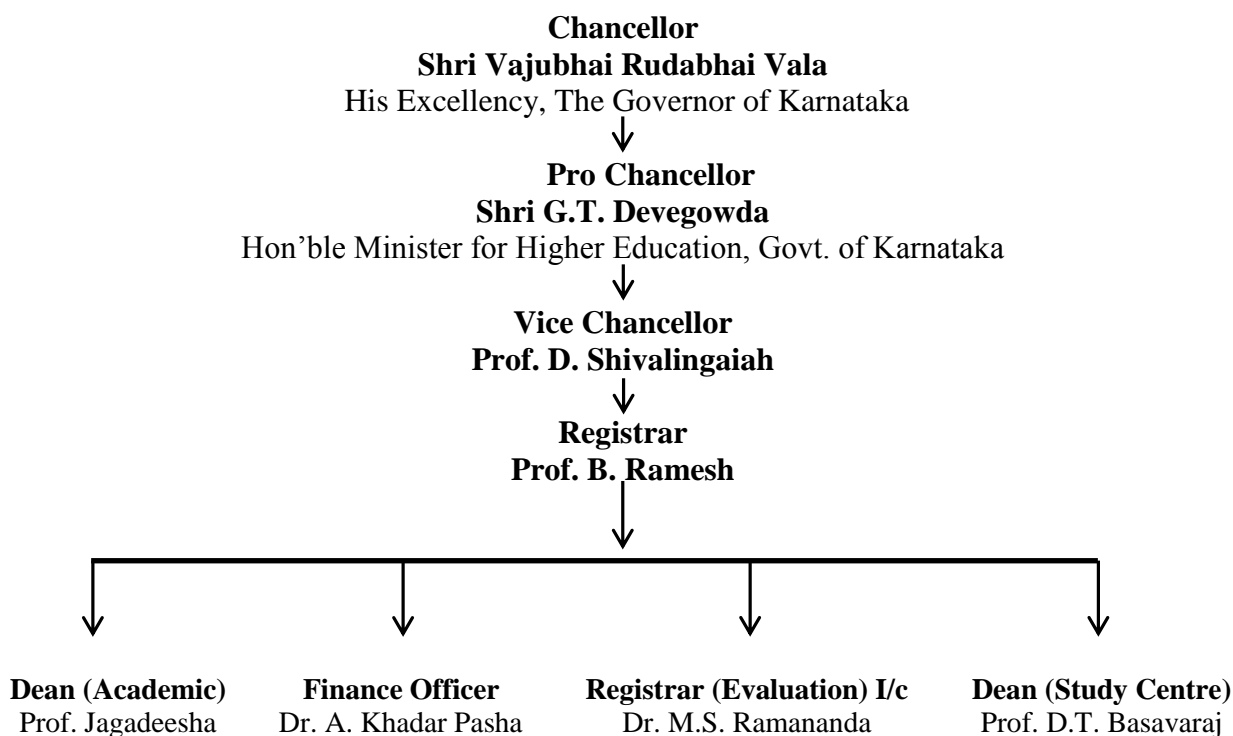 Chancellor
Shri Vajubhai Rudabhai Vala
His Excellency, The Governor of Karnataka
Pro Chancellor
Shri G.T. Devegowda
Hon’ble Minister for Higher Education, Govt. of Karnataka
Vice Chancellor
Prof. D. Shivalingaiah
Registrar
Prof. B. Ramesh
Dean (Academic)
Prof. Jagadeesha
Finance Officer
Dr. A. Khadar Pasha
Registrar (Evaluation) I/c
Dr. M.S. Ramananda
Dean (Study Centre)
Prof. D.T. Basavaraj